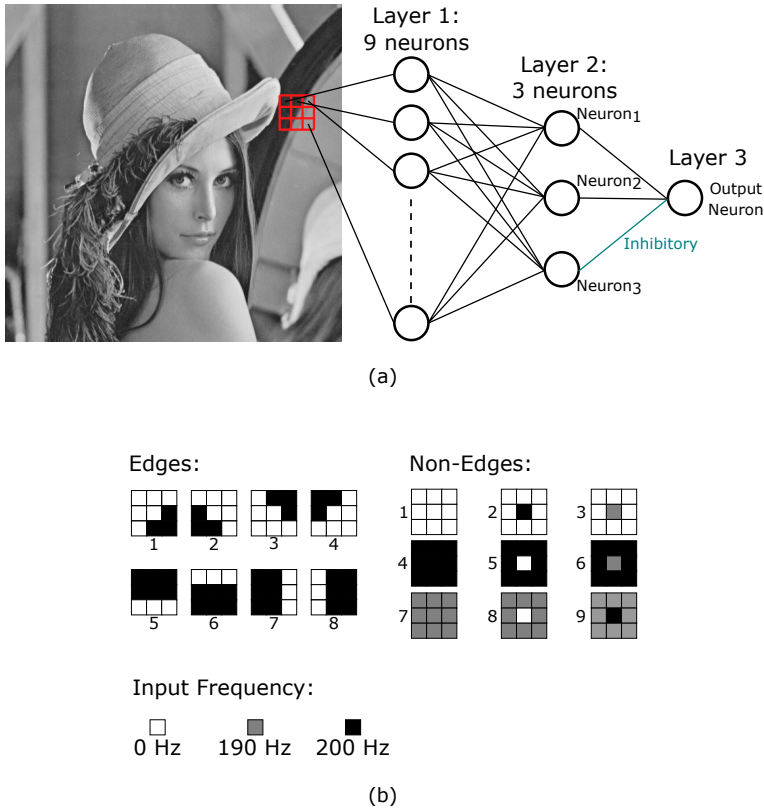 Layer 1:
9 neurons
Layer 2:
3 neurons
Neuron1
Layer 3
Neuron2
Output
Neuron
Inhibitory
Neuron3
(a)
Edges:
Non-Edges:
1 2 3
1 2 3 4
4 5 6
7 8 9
5 6 7 8
Input Frequency:
0 Hz 190 Hz 200 Hz
(b)